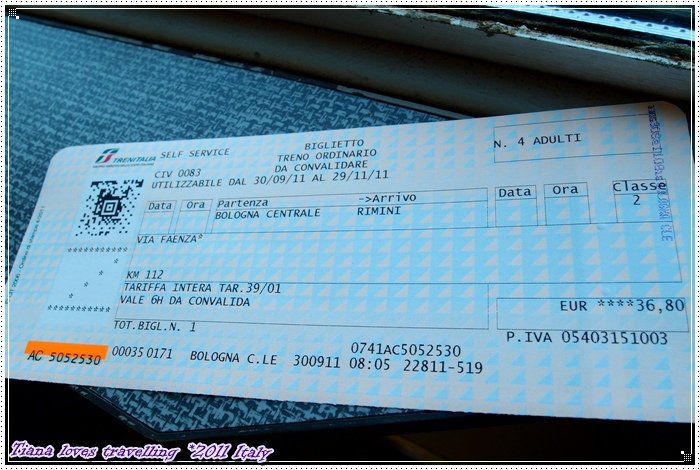 TRENITALIA SELF SERVICE
BIGLIETTO
TRENO ORDINARIO
DA CONVALIDARE
N. 4 ADULTI
CIV 0083
UTILIZZABILE DAL 30/09/11 AL 29/11/11
Data Ora Partenza ->Arrivo Data Ora Classe
BOLOGNA CENTRALE RIMINI 2
VIA FAENZA*
KM 112
TARIFFA INTERA TAR.39/01
VALE 6H DA CONVALIDA
EUR ****36,80
TOT.BIGL.N. 1
P.IVA 05403151003
AC 5052530 00035 0171 BOLOGNA C.LE 300911 08:05 22811-519
0741AC5052530
Tiana loves travelling *2011 Italy